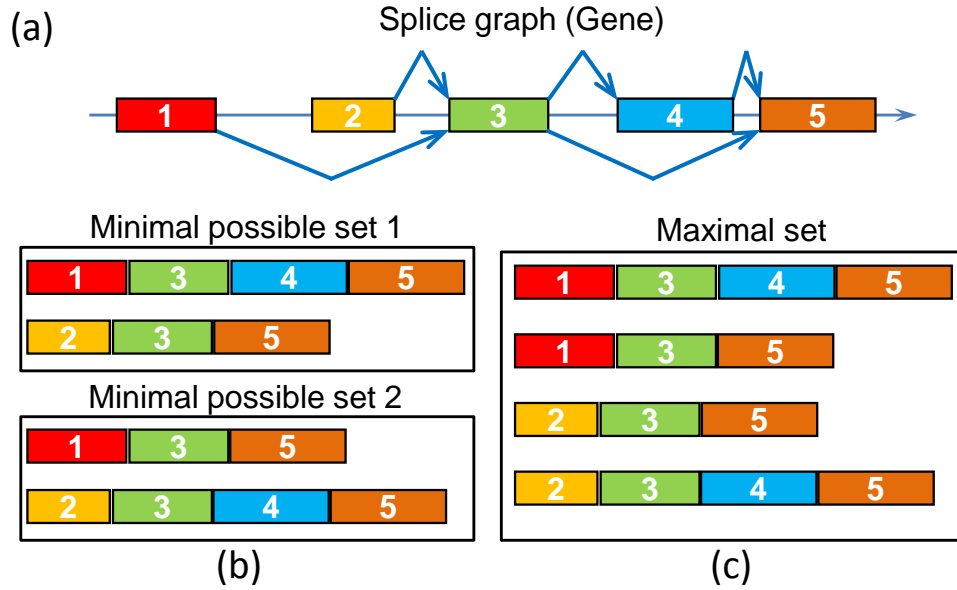 (a)
Splice graph (Gene)
1 2 3 4 5
Minimal possible set 1
1 3 4 5
2 3 5
Minimal possible set 2
1 3 5
2 3 4 5
(b)
Maximal set
1 3 4 5
1 3 5
2 3 5
2 3 4 5
(c)